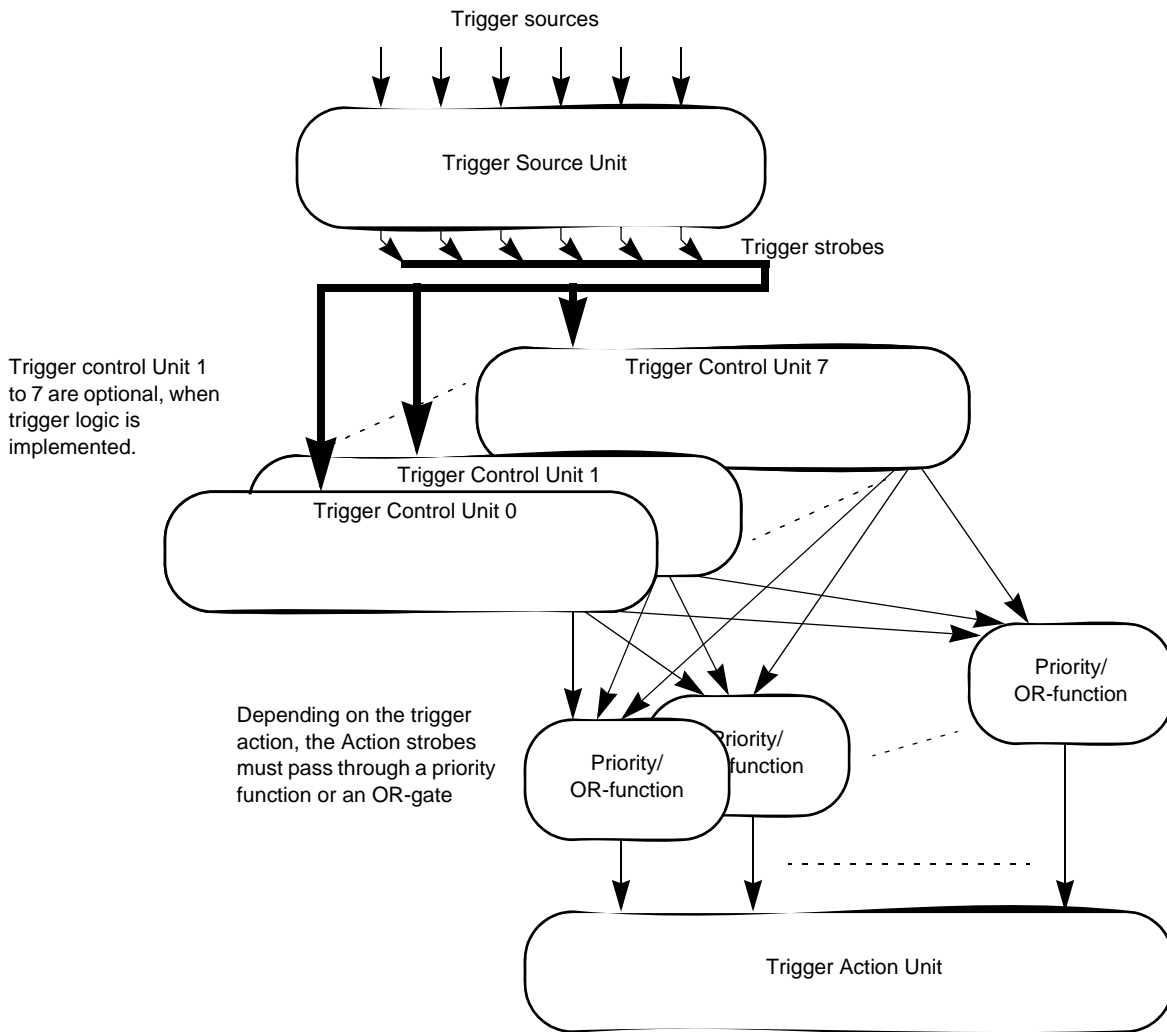 Trigger sources
Trigger Source Unit
Trigger strobes
Trigger control Unit 1
to 7 are optional, when
trigger logic is
implemented.
Trigger Control Unit 7
Trigger Control Unit 1
Trigger Control Unit 0
Priority/
OR-function
Depending on the trigger
action, the Action strobes
must pass through a priority
function or an OR-gate
Priority/
function
Priority/
OR-function
Trigger Action Unit